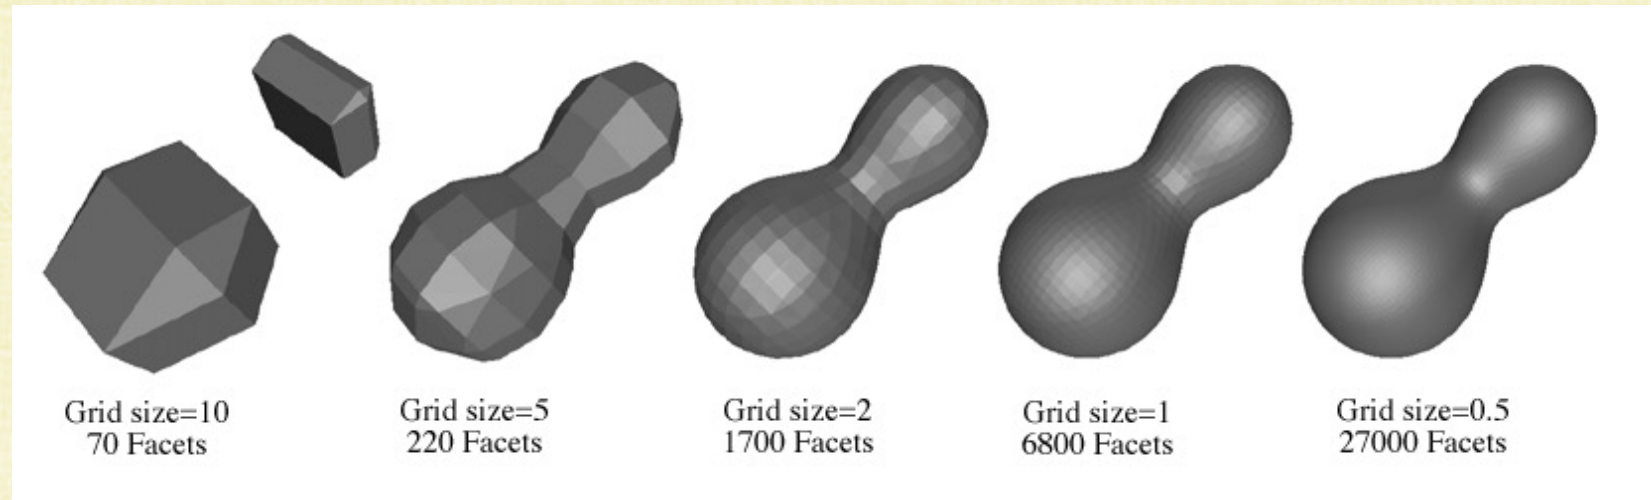 Grid size=10
70 Facets
Grid size=5
220 Facets
Grid size=2
1700 Facets
Grid size=1
6800 Facets
Grid size=0.5
27000 Facets